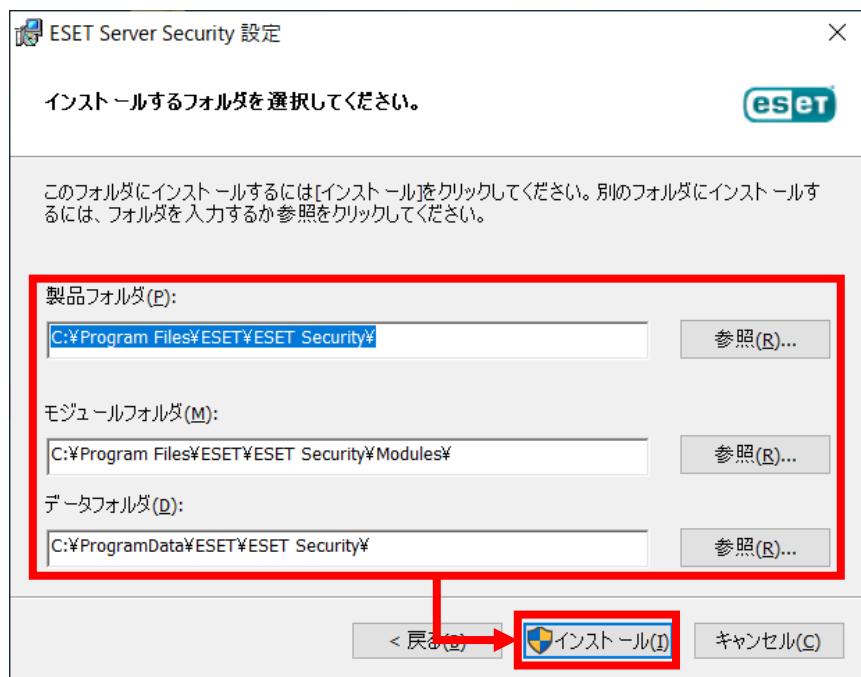 ESET Server Security 設定
インストールするフォルダを選択してください。
eset
このフォルダにインストールするには[インストール]をクリックしてください。別のフォルダにインストールす
るには、フォルダを入力するか参照をクリックしてください。
製品フォルダ(P):
C:¥Program Files¥ESET¥ESET Security¥
参照(R)...
モジュールフォルダ(M):
C:¥Program Files¥ESET¥ESET Security¥Modules¥
参照(R)...
データフォルダ(D):
C:¥ProgramData¥ESET¥ESET Security¥
参照(R)...
< 戻る(B)
インストール(I)
キャンセル(C)